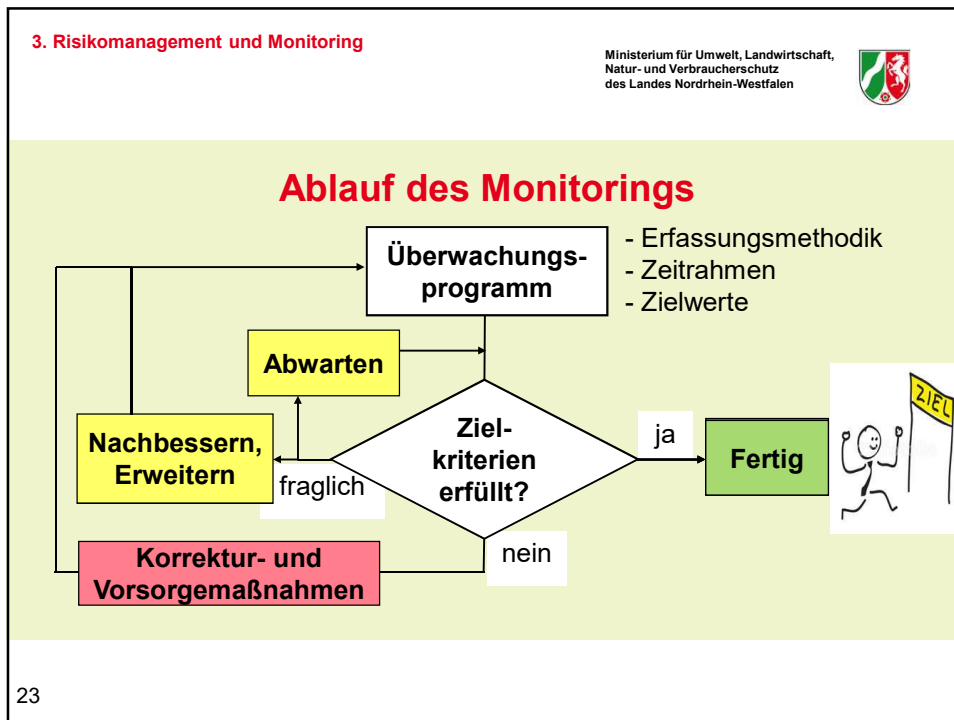 3. Risikomanagement und Monitoring
Ministerium für Umwelt, Landwirtschaft,
Natur- und Verbraucherschutz
des Landes Nordrhein-Westfalen
Ablauf des Monitorings
Überwachungs-
programm
- Erfassungsmethodik
- Zeitrahmen
- Zielwerte
Abwarten
Nachbessern,
Erweitern
fraglich
Ziel-
kriterien
erfüllt?
ja
Fertig
ZIEL
nein
Korrektur- und
Vorsorgemaßnahmen
23